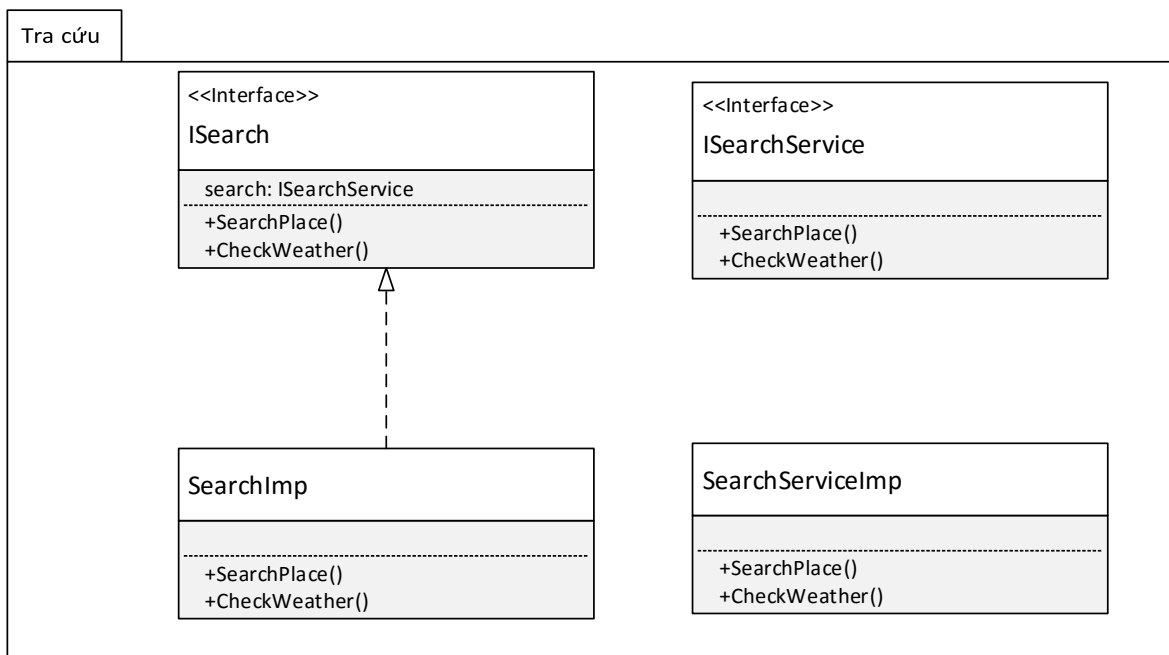 Tra cứu
<<Interface>>
ISearch
search: ISearchService
+SearchPlace()
+CheckWeather()
<<Interface>>
ISearchService
+SearchPlace()
+CheckWeather()
SearchImp
+SearchPlace()
+CheckWeather()
SearchServiceImp
+SearchPlace()
+CheckWeather()